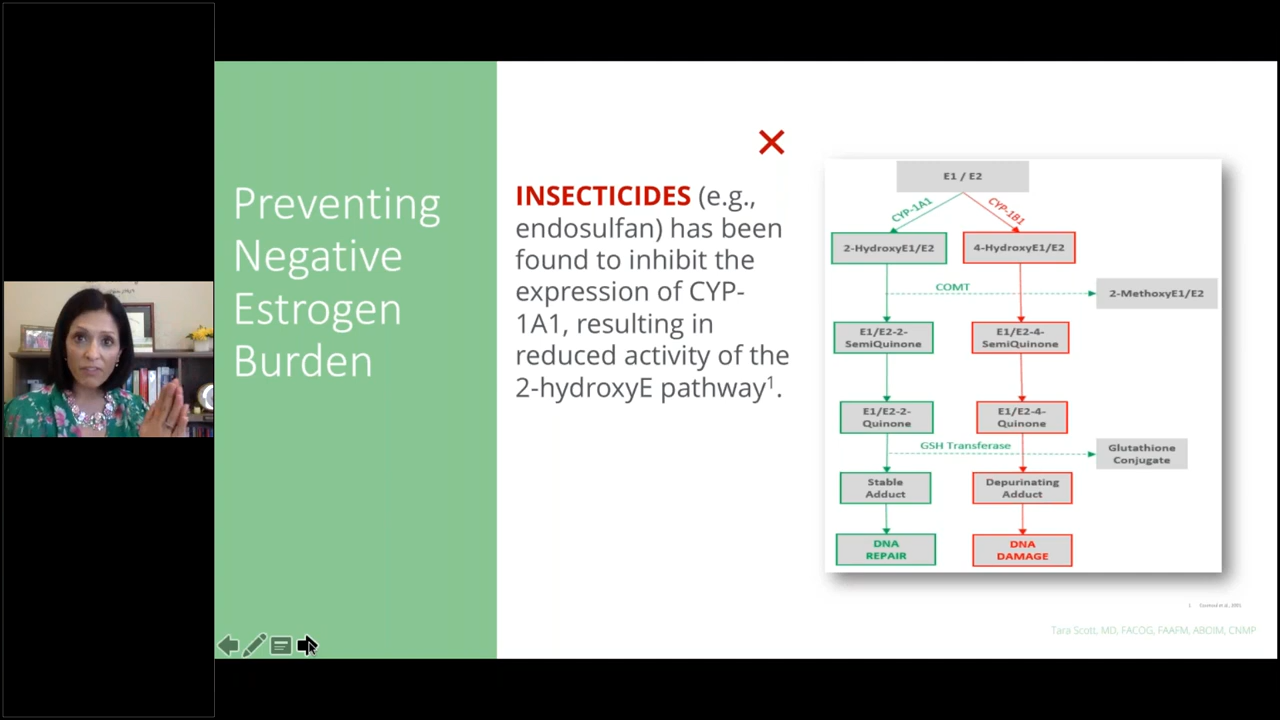 Preventing
Negative
Estrogen
Burden
INSECTICIDES (e.g.,
endosulfan) has been
found to inhibit the
expression of CYP-
1A1, resulting in
reduced activity of the
2-hydroxyE pathway¹.
E1 / E2
CYP-1A1
CYP-1B1
2-HydroxyE1/E2
4-HydroxyE1/E2
COMT
2-MethoxyE1/E2
E1/E2-2-
SemiQuinone
E1/E2-4-
SemiQuinone
E1/E2-2-
Quinone
E1/E2-4-
Quinone
GSH Transferase
Glutathione
Conjugate
Stable
Adduct
Depurinating
Adduct
DNA
REPAIR
DNA
DAMAGE
1
et al., 2001
Tara Scott, MD, FACOG, FAAFM, ABOIM, CNMP